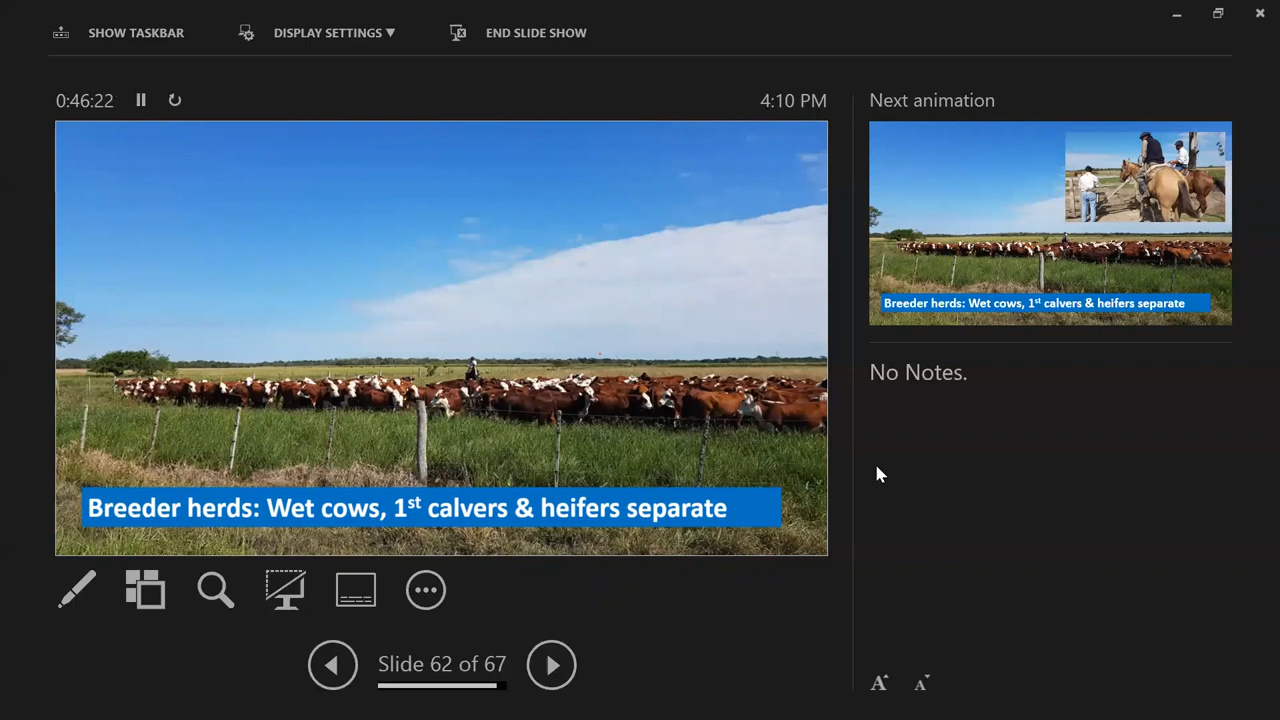 SHOW TASKBAR
DISPLAY SETTINGS ▼
END SLIDE SHOW
0:46:22
4:10 PM
Next animation
Breeder herds: Wet cows, 1st calvers & heifers separate
Breeder herds: Wet cows, 1st calvers & heifers separate
No Notes.
Slide 62 of 67
A A